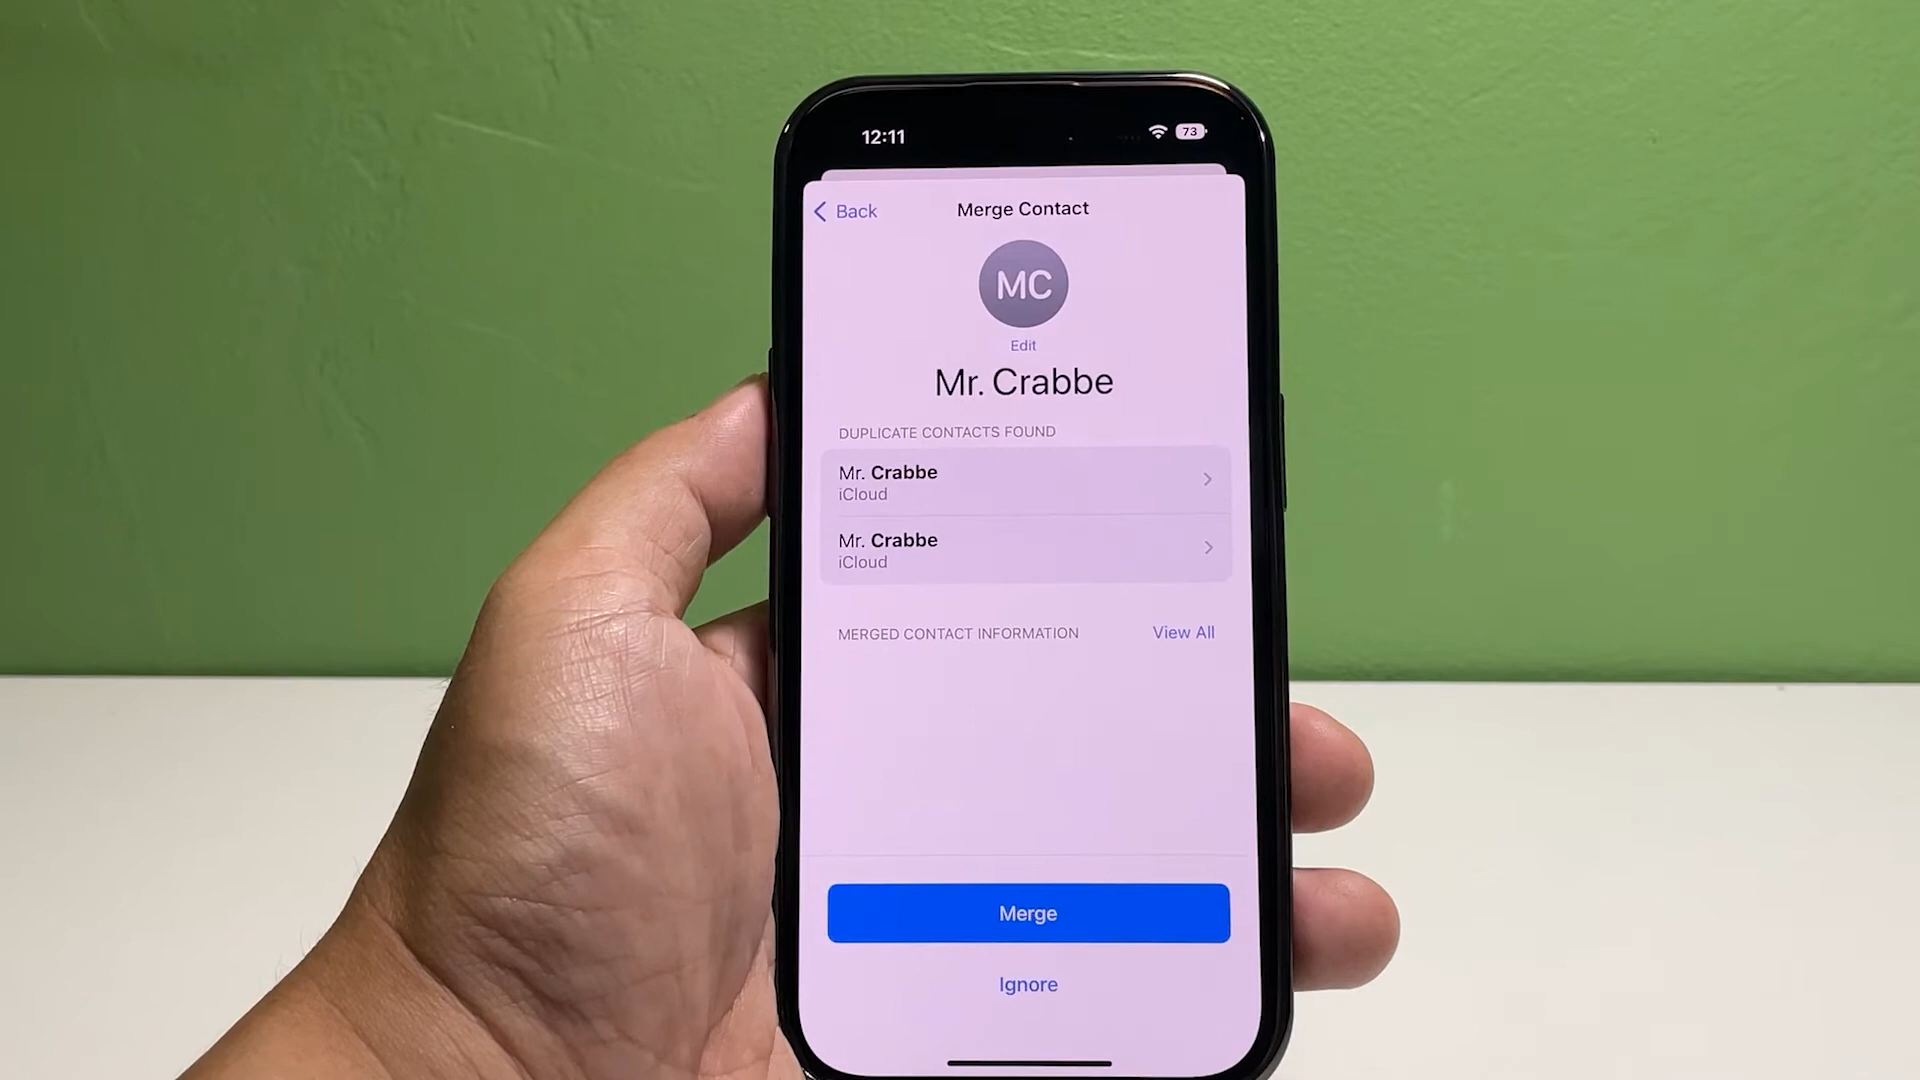 12:11
73
Back
Merge Contact
MC
Edit
Mr. Crabbe
DUPLICATE CONTACTS FOUND
Mr. Crabbe
iCloud
Mr. Crabbe
iCloud
MERGED CONTACT INFORMATION View All
Merge
Ignore